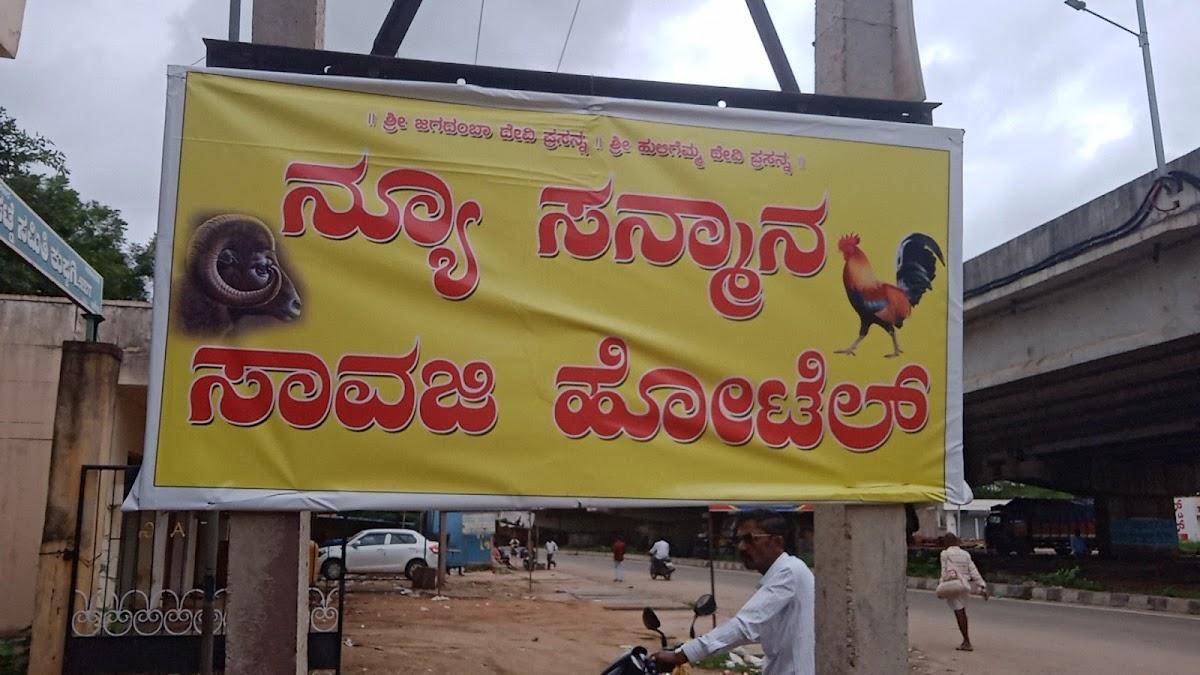 ॥ ಶ್ರೀ ಜಗದಂಬಾ ದೇವಿ ಪ್ರಸನ್ನ ॥ ಶ್ರೀ ಹುಲಿಗೆಮ್ಮ ದೇವಿ ಪ್ರಸನ್ನ ॥
ನ್ಯೂ ಸನ್ಮಾನ
ಸಾವಜಿ ಹೋಟೆಲ್